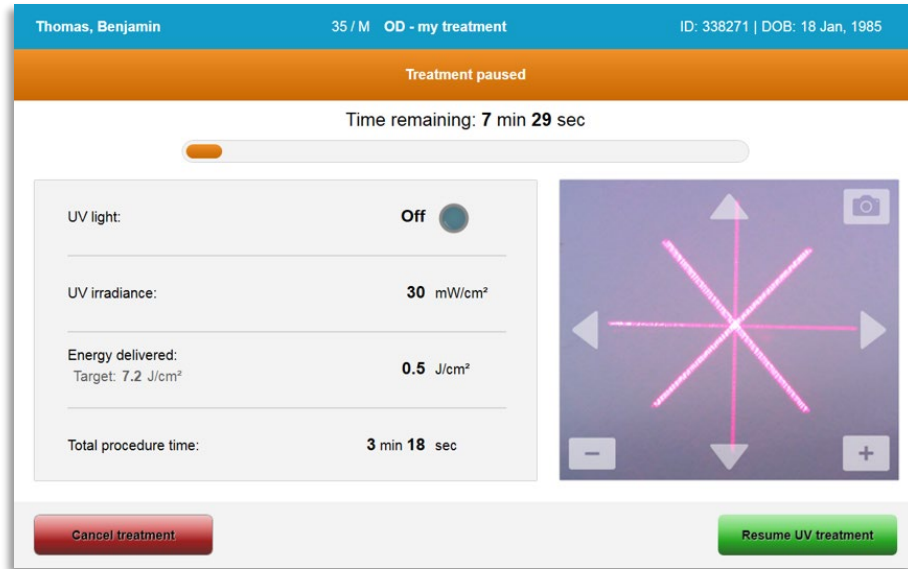 Thomas, Benjamin 35 / M OD - my treatment ID: 338271 | DOB: 18 Jan, 1985
Treatment paused
Time remaining: 7 min 29 sec
UV light: Off
UV irradiance: 30 mW/cm²
Energy delivered:
Target: 7.2 J/cm² 0.5 J/cm²
Total procedure time: 3 min 18 sec
Cancel treatment Resume UV treatment